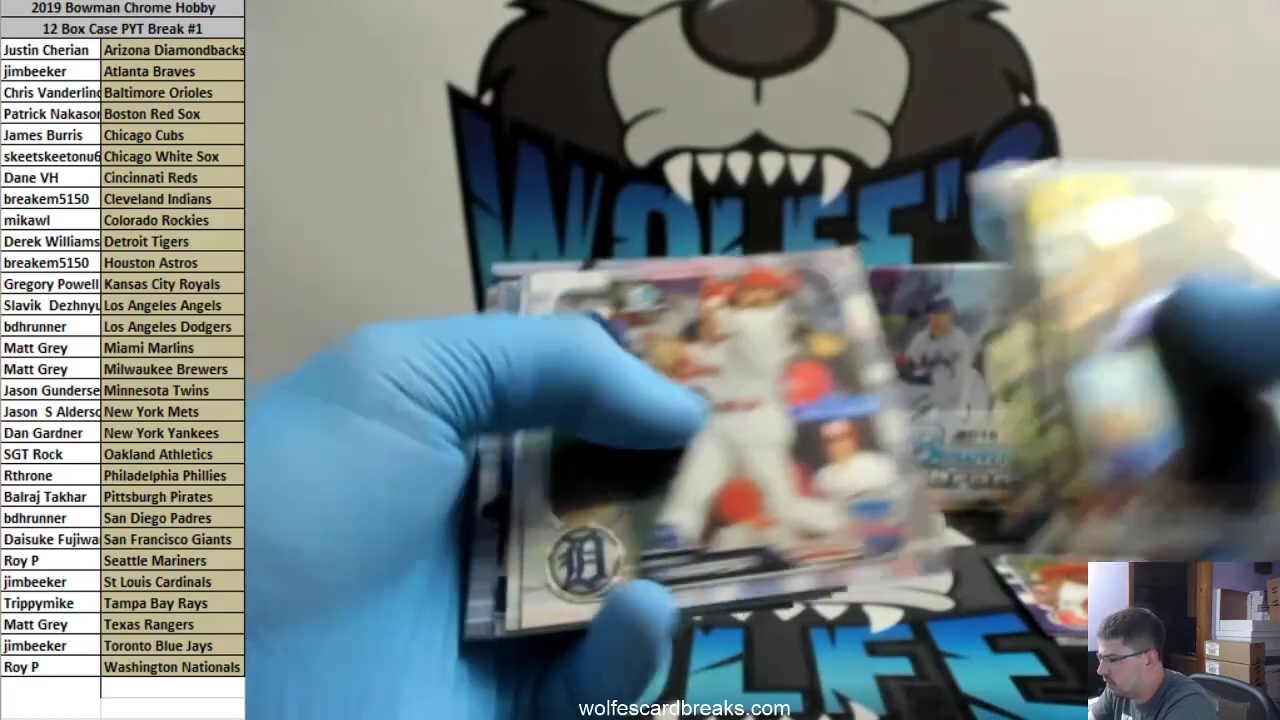 2019 Bowman Chrome Hobby
12 Box Case PYT Break #1
Justin Cherian Arizona Diamondbacks
jimbeeker Atlanta Braves
Chris Vanderlind Baltimore Orioles
Patrick Nakasor Boston Red Sox
James Burris Chicago Cubs
skeetskeetonu6 Chicago White Sox
Dane VH Cincinnati Reds
breakem5150 Cleveland Indians
mikawl Colorado Rockies
Derek Williams Detroit Tigers
breakem5150 Houston Astros
Gregory Powell Kansas City Royals
Slavik Dezhnyu Los Angeles Angels
bdhrunner Los Angeles Dodgers
Matt Grey Miami Marlins
Matt Grey Milwaukee Brewers
Jason Gunderse Minnesota Twins
Jason S Alderso New York Mets
Dan Gardner New York Yankees
SGT Rock Oakland Athletics
Rthrone Philadelphia Phillies
Balraj Takhar Pittsburgh Pirates
bdhrunner San Diego Padres
Daisuke Fujiwa San Francisco Giants
Roy P Seattle Mariners
jimbeeker St Louis Cardinals
Trippymike Tampa Bay Rays
Matt Grey Texas Rangers
jimbeeker Toronto Blue Jays
Roy P Washington Nationals
WOLFE'S
D
WOLFE
wolfescardbreaks.com